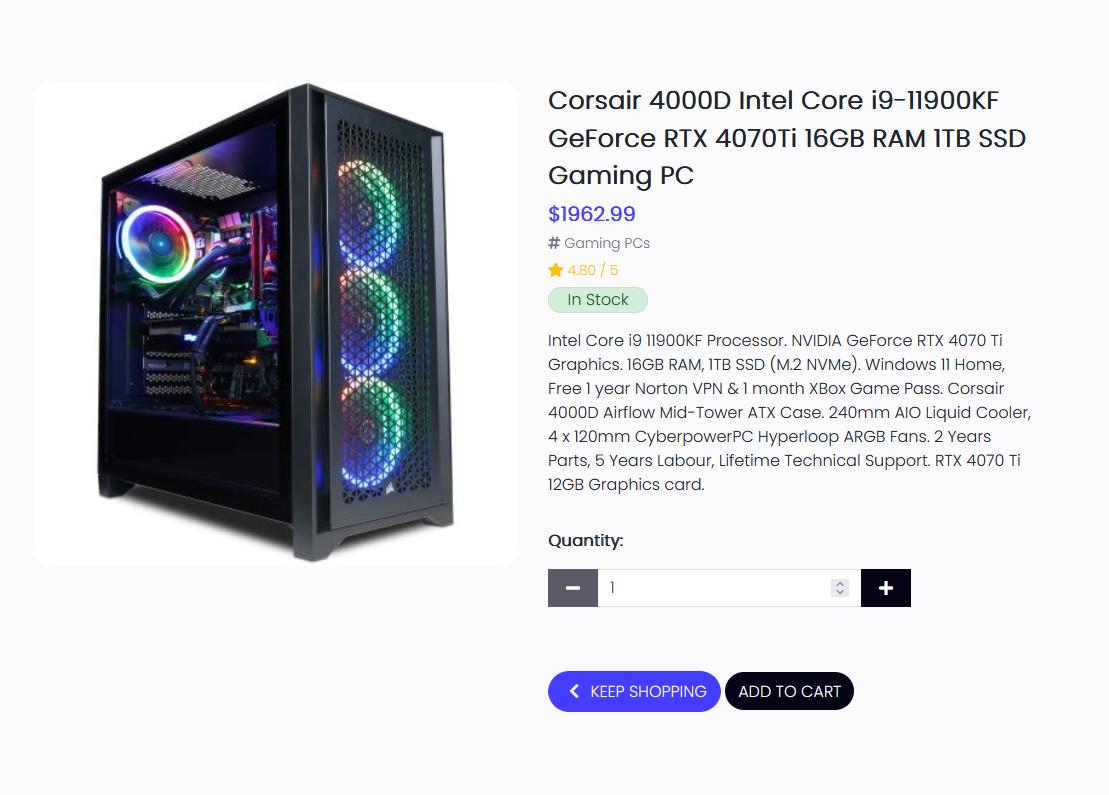 Corsair 4000D Intel Core i9-11900KF
GeForce RTX 4070Ti 16GB RAM 1TB SSD
Gaming PC
$1962.99
# Gaming PCs
4.80 / 5
In Stock
Intel Core i9 11900KF Processor. NVIDIA GeForce RTX 4070 Ti
Graphics. 16GB RAM, 1TB SSD (M.2 NVMe). Windows 11 Home,
Free 1 year Norton VPN & 1 month XBox Game Pass. Corsair
4000D Airflow Mid-Tower ATX Case. 240mm AIO Liquid Cooler,
4 x 120mm CyberpowerPC Hyperloop ARGB Fans. 2 Years
Parts, 5 Years Labour, Lifetime Technical Support. RTX 4070 Ti
12GB Graphics card.
Quantity:
1
KEEP SHOPPING ADD TO CART